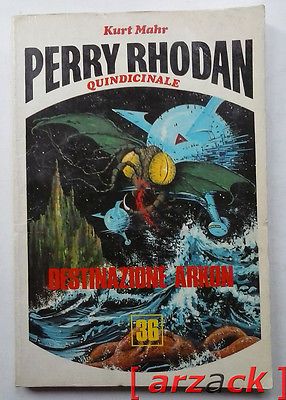 Kurt Mahr
PERRY RHODAN
QUINDICINALE
DESTINAZIONE ARKON
36
[arzack]